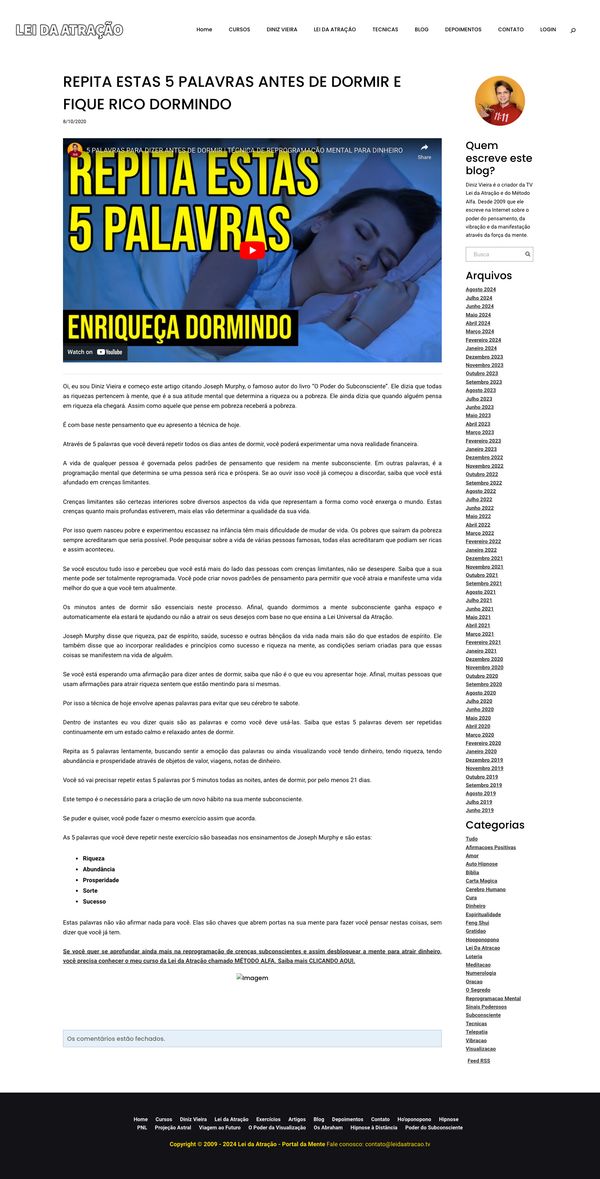 LEI DA ATRAÇÃO
Home CURSOS DINIZ VIEIRA LEI DA ATRAÇÃO TECNICAS BLOG DEPOIMENTOS CONTATO LOGIN
REPITA ESTAS 5 PALAVRAS ANTES DE DORMIR E
FIQUE RICO DORMINDO
8/10/2020
5 PALAVRAS PARA DIZER ANTES DE DORMIR | TÉCNICA DE REPROGRAMAÇÃO MENTAL PARA DINHEIRO
Share
REPITA ESTAS
5 PALAVRAS
ENRIQUEÇA DORMINDO
Watch on YouTube
Oi, eu sou Diniz Vieira e começo este artigo citando Joseph Murphy, o famoso autor do livro "O Poder do Subconsciente". Ele dizia que todas
as riquezas pertencem à mente, que é a sua atitude mental que determina a riqueza ou a pobreza. Ele ainda dizia que quando alguém pensa
em riqueza ela chegará. Assim como aquele que pense em pobreza receberá a pobreza.
É com base neste pensamento que eu apresento a técnica de hoje.
Através de 5 palavras que você deverá repetir todos os dias antes de dormir, você poderá experimentar uma nova realidade financeira.
A vida de qualquer pessoa é governada pelos padrões de pensamento que residem na mente subconsciente. Em outras palavras, é a
programação mental que determina se uma pessoa será rica e próspera. Se ao ouvir isso você já começou a discordar, saiba que você está
afundado em crenças limitantes.
Crenças limitantes são certezas interiores sobre diversos aspectos da vida que representam a forma como você enxerga o mundo. Estas
crenças quanto mais profundas estiverem, mais elas vão determinar a qualidade da sua vida.
Por isso quem nasceu pobre e experimentou escassez na infância têm mais dificuldade de mudar de vida. Os pobres que saíram da pobreza
sempre acreditaram que seria possível. Pode pesquisar sobre a vida de várias pessoas famosas, todas elas acreditaram que podiam ser ricas
e assim aconteceu.
Se você escutou tudo isso e percebeu que você está mais do lado das pessoas com crenças limitantes, não se desespere. Saiba que a sua
mente pode ser totalmente reprogramada. Você pode criar novos padrões de pensamento para permitir que você atraia e manifeste uma vida
melhor do que a que você tem atualmente.
Os minutos antes de dormir são essenciais neste processo. Afinal, quando dormimos a mente subconsciente ganha espaço e
automaticamente ela estará te ajudando ou não a atrair os seus desejos com base no que ensina a Lei Universal da Atração.
Joseph Murphy disse que riqueza, paz de espírito, saúde, sucesso e outras bênçãos da vida nada mais são do que estados de espírito. Ele
também disse que ao incorporar realidades e princípios como sucesso e riqueza na mente, as condições seriam criadas para que essas
coisas se manifestem na vida de alguém.
Se você está esperando uma afirmação para dizer antes de dormir, saiba que não é o que eu vou apresentar hoje. Afinal, muitas pessoas que
usam afirmações para atrair riqueza sentem que estão mentindo para si mesmas.
Por isso a técnica de hoje envolve apenas palavras para evitar que seu cérebro te sabote.
Dentro de instantes eu vou dizer quais são as palavras e como você deve usá-las. Saiba que estas 5 palavras devem ser repetidas
continuamente em um estado calmo e relaxado antes de dormir.
Repita as 5 palavras lentamente, buscando sentir a emoção das palavras ou ainda visualizando você tendo dinheiro, tendo riqueza, tendo
abundância e prosperidade através de objetos de valor, viagens, notas de dinheiro.
Você só vai precisar repetir estas 5 palavras por 5 minutos todas as noites, antes de dormir, por pelo menos 21 dias.
Este tempo é o necessário para a criação de um novo hábito na sua mente subconsciente.
Se puder e quiser, você pode fazer o mesmo exercício assim que acorda.
As 5 palavras que você deve repetir neste exercício são baseadas nos ensinamentos de Joseph Murphy e são estas:
Riqueza
Abundância
Prosperidade
Sorte
Sucesso
Estas palavras não vão afirmar nada para você. Elas são chaves que abrem portas na sua mente para fazer você pensar nestas coisas, sem
dizer que você já tem.
Se você quer se aprofundar ainda mais na reprogramação de crenças subconscientes e assim desbloquear a mente para atrair dinheiro,
você precisa conhecer o meu curso da Lei da Atração chamado MÉTODO ALFA. Saiba mais CLICANDO AQUI.
Imagem
Os comentários estão fechados.
11:11
Quem
escreve este
blog?
Diniz Vieira é o criador da TV
Lei da Atração e do Método
Alfa. Desde 2009 que ele
escreve na Internet sobre o
poder do pensamento, da
vibração e da manifestação
através da força da mente.
Busca
Arquivos
Agosto 2024
Julho 2024
Junho 2024
Maio 2024
Abril 2024
Março 2024
Fevereiro 2024
Janeiro 2024
Dezembro 2023
Novembro 2023
Outubro 2023
Setembro 2023
Agosto 2023
Julho 2023
Junho 2023
Maio 2023
Abril 2023
Março 2023
Fevereiro 2023
Janeiro 2023
Dezembro 2022
Novembro 2022
Outubro 2022
Setembro 2022
Agosto 2022
Julho 2022
Junho 2022
Maio 2022
Abril 2022
Março 2022
Fevereiro 2022
Janeiro 2022
Dezembro 2021
Novembro 2021
Outubro 2021
Setembro 2021
Agosto 2021
Julho 2021
Junho 2021
Maio 2021
Abril 2021
Março 2021
Fevereiro 2021
Janeiro 2021
Dezembro 2020
Novembro 2020
Outubro 2020
Setembro 2020
Agosto 2020
Julho 2020
Junho 2020
Maio 2020
Abril 2020
Março 2020
Fevereiro 2020
Janeiro 2020
Dezembro 2019
Novembro 2019
Outubro 2019
Setembro 2019
Agosto 2019
Julho 2019
Junho 2019
Categorias
Tudo
Afirmacoes Positivas
Amor
Auto Hipnose
Biblia
Carta Magica
Cerebro Humano
Cura
Dinheiro
Espiritualidade
Feng Shui
Gratidao
Hooponopono
Lei Da Atracao
Loteria
Meditacao
Numerologia
Oracao
O Segredo
Reprogramacao Mental
Sinais Poderosos
Subconsciente
Tecnicas
Telepatia
Vibracao
Visualizacao
Feed RSS
Home Cursos Diniz Vieira Lei da Atração Exercícios Artigos Blog Depoimentos Contato Ho'oponopono Hipnose
PNL Projeção Astral Viagem ao Futuro O Poder da Visualização Os Abraham Hipnose à Distância Poder do Subconsciente
Copyright © 2009 - 2024 Lei da Atração - Portal da Mente Fale conosco: contato@leidaatracao.tv